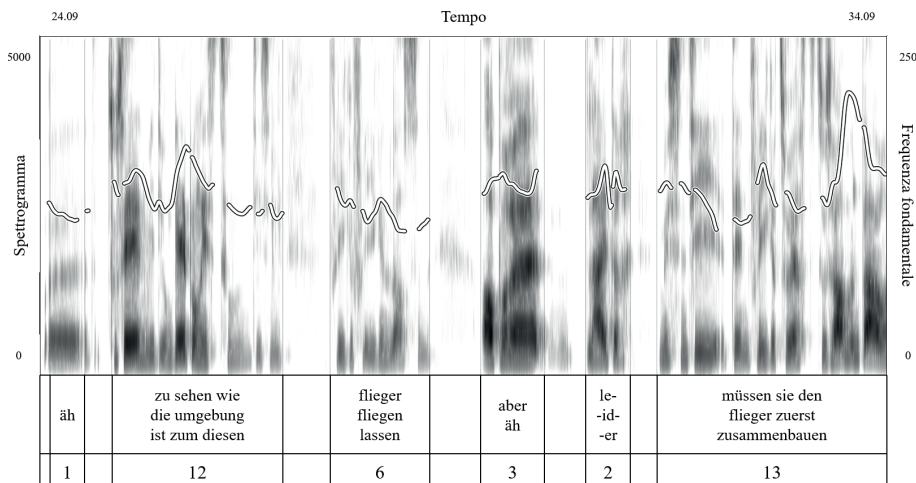 24.09 Tempo 34.09
5000 250
Spettrogramma
Frequenza fondamentale
0 0
äh
zu sehen wie
die umgebung
ist zum diesen
flieger
fliegen
lassen
aber
äh
le-
-id-
-er
müssen sie den
flieger zuerst
zusammenbauen
1 12 6 3 2 13